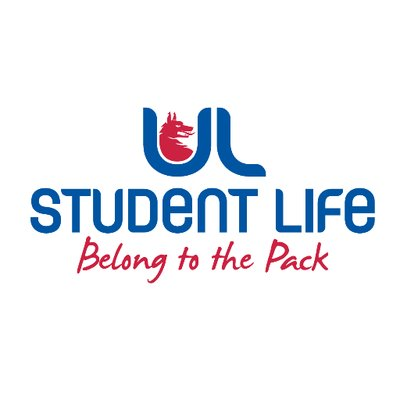 UL
STUDENT LIFE
Belong to the Pack